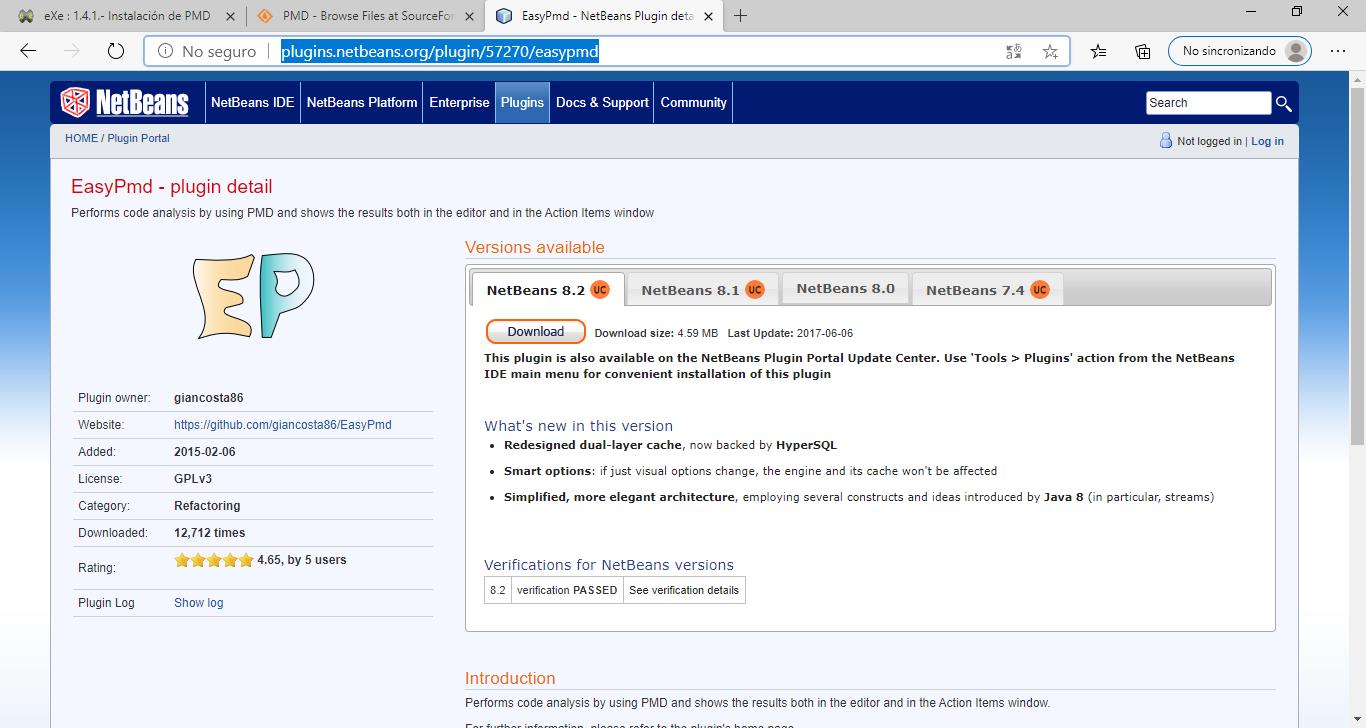 eXe : 1.4.1.- Instalación de PMD
PMD - Browse Files at SourceFor
EasyPmd - NetBeans Plugin deta
No seguro
plugins.netbeans.org/plugin/57270/easypmd
No sincronizando
NetBeans
NetBeans IDE
NetBeans Platform
Enterprise
Plugins
Docs & Support
Community
Search
HOME / Plugin Portal
Not logged in | Log in
EasyPmd - plugin detail
Performs code analysis by using PMD and shows the results both in the editor and in the Action Items window
EP
Plugin owner: giancosta86
Website: https://github.com/giancosta86/EasyPmd
Added: 2015-02-06
License: GPLv3
Category: Refactoring
Downloaded: 12,712 times
Rating: 4.65, by 5 users
Plugin Log Show log
Versions available
NetBeans 8.2 UC
NetBeans 8.1 UC
NetBeans 8.0
NetBeans 7.4 UC
Download Download size: 4.59 MB Last Update: 2017-06-06
This plugin is also available on the NetBeans Plugin Portal Update Center. Use 'Tools > Plugins' action from the NetBeans
IDE main menu for convenient installation of this plugin
What's new in this version
• Redesigned dual-layer cache, now backed by HyperSQL
• Smart options: if just visual options change, the engine and its cache won't be affected
• Simplified, more elegant architecture, employing several constructs and ideas introduced by Java 8 (in particular, streams)
Verifications for NetBeans versions
8.2 verification PASSED See verification details
Introduction
Performs code analysis by using PMD and shows the results both in the editor and in the Action Items window.
For further information, please refer to the plugin's home page